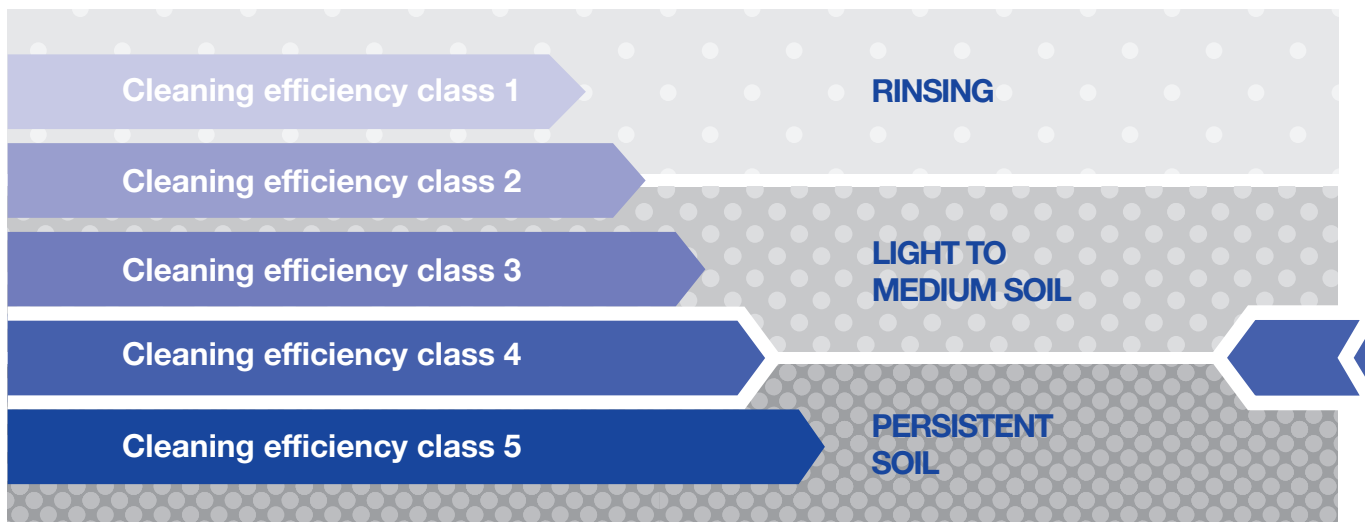 Cleaning efficiency class 1
RINSING
Cleaning efficiency class 2
Cleaning efficiency class 3
LIGHT TO
MEDIUM SOIL
Cleaning efficiency class 4
Cleaning efficiency class 5
PERSISTENT
SOIL